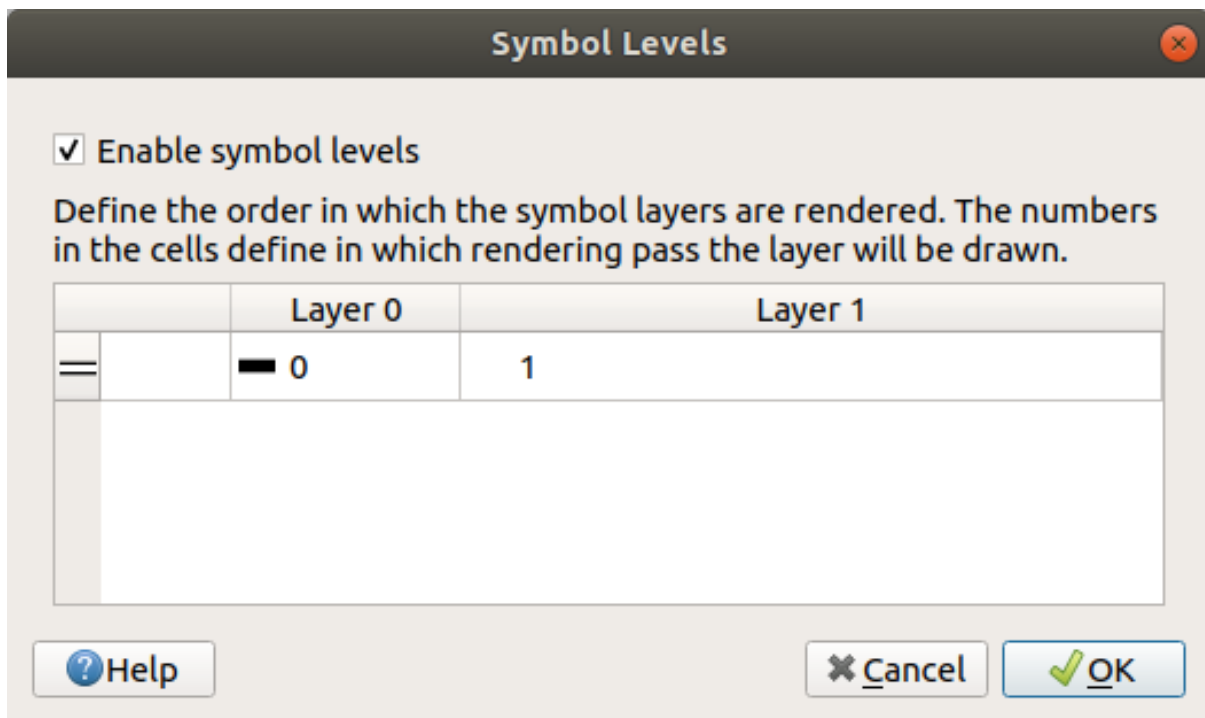 Symbol Levels
Enable symbol levels
Define the order in which the symbol layers are rendered. The numbers
in the cells define in which rendering pass the layer will be drawn.
Layer 0 Layer 1
0 1
Help Cancel OK